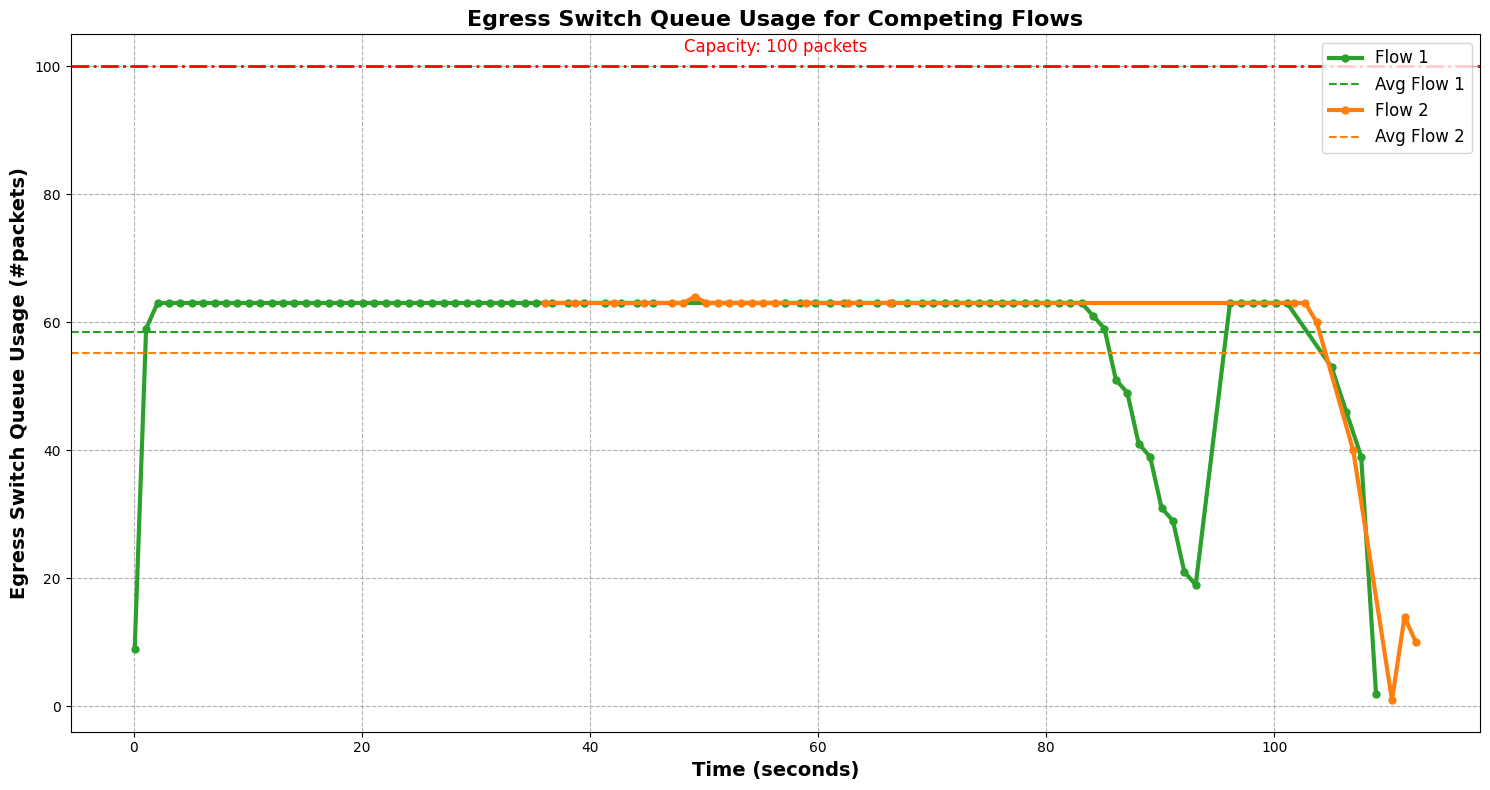 Egress Switch Queue Usage for Competing Flows
Capacity: 100 packets
Flow 1
Avg Flow 1
Flow 2
Avg Flow 2
Egress Switch Queue Usage (#packets)
100
80
60
40
20
0
0 20 40 60 80 100
Time (seconds)